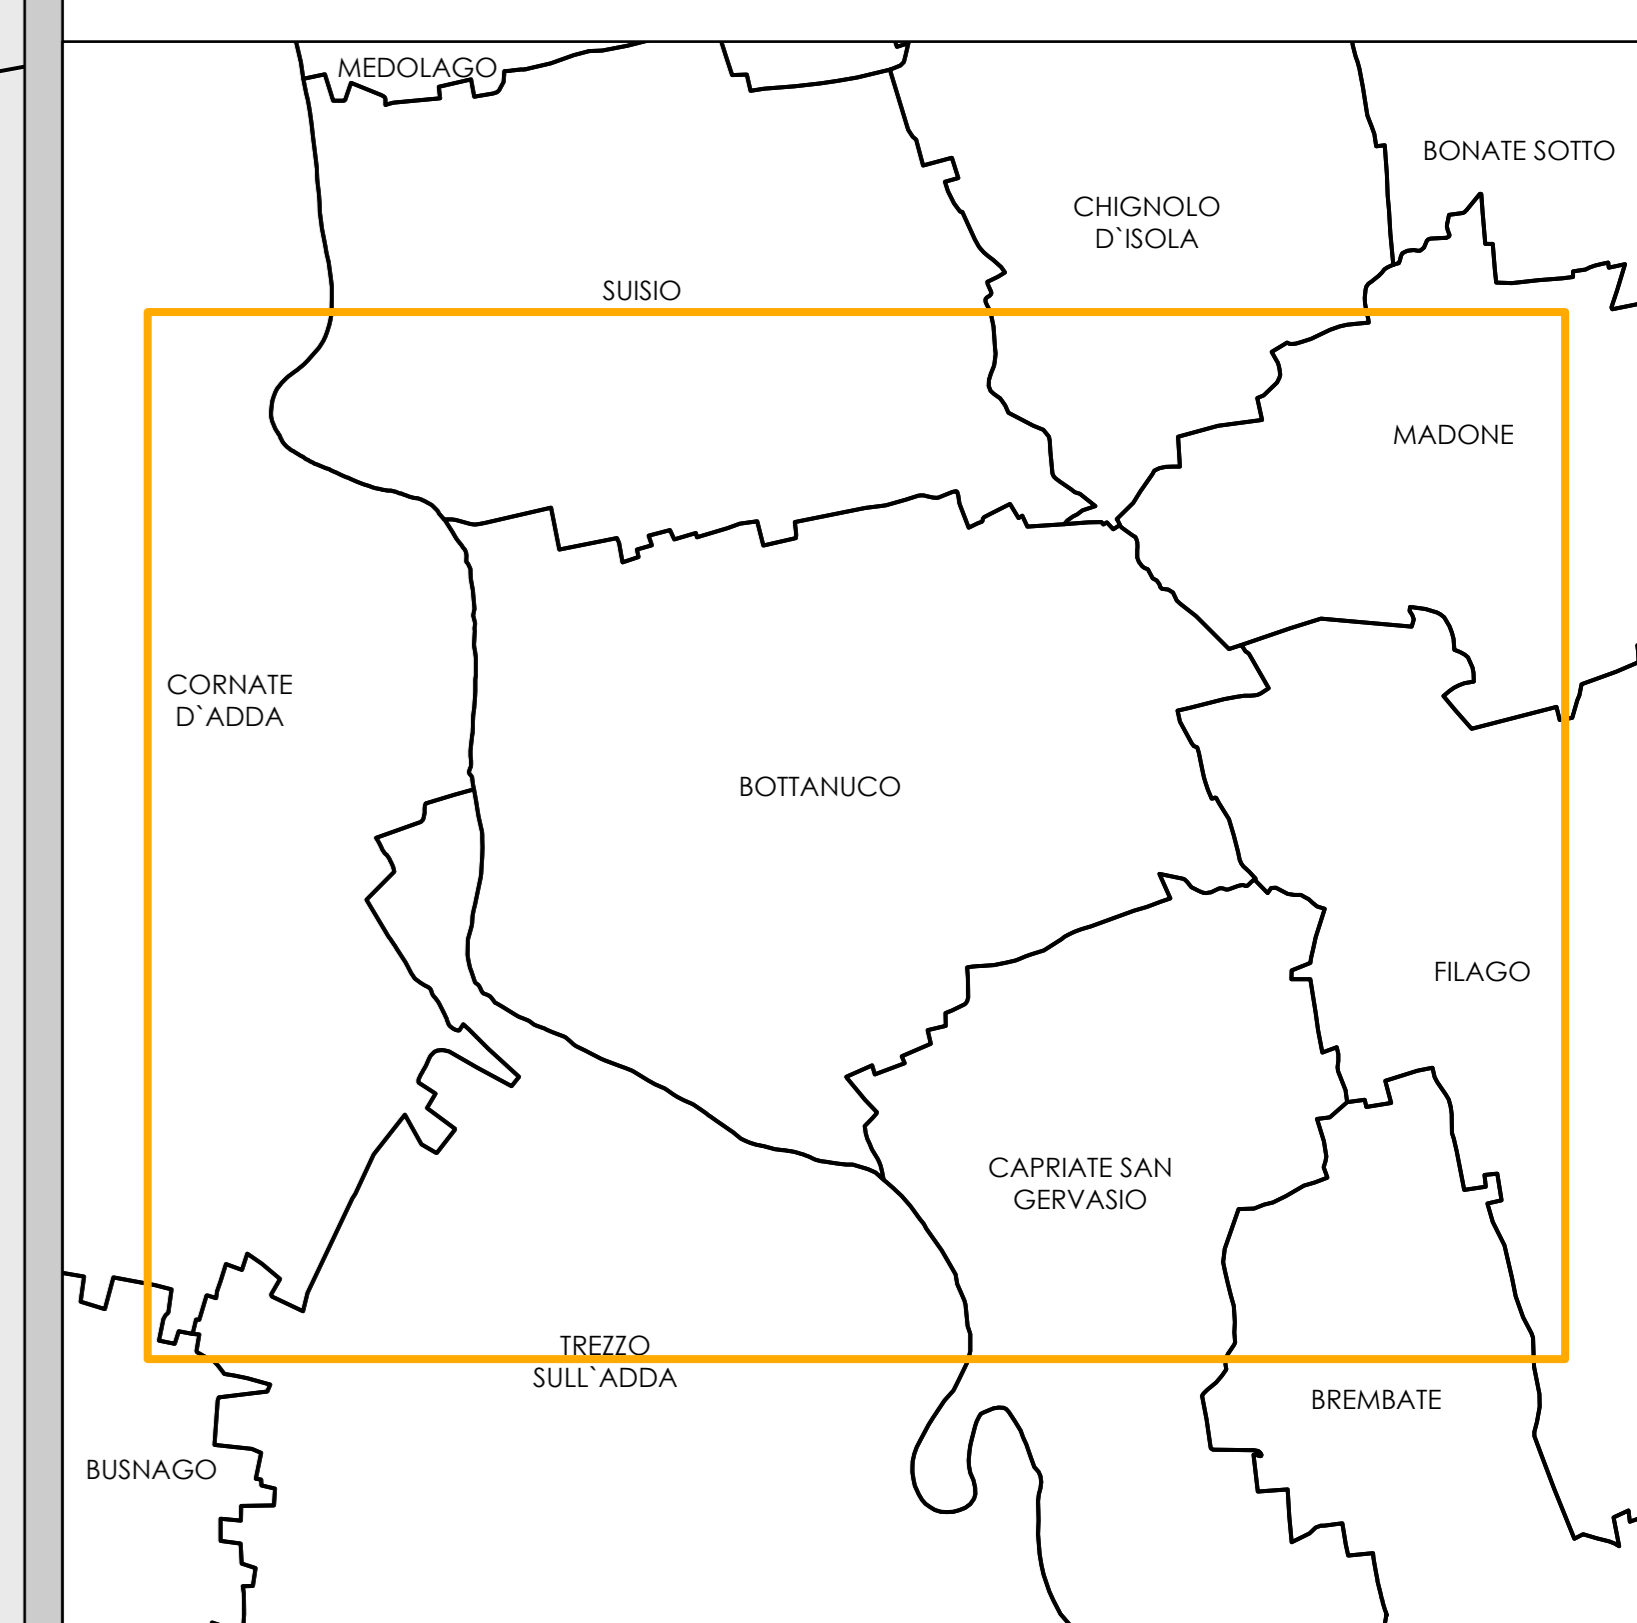 MEDOLAGO
BONATE SOTTO
CHIGNOLO
D`ISOLA
SUISIO
MADONE
CORNATE
D`ADDA
BOTTANUCO
FILAGO
CAPRIATE SAN
GERVASIO
TREZZO
SULL`ADDA
BREMBATE
BUSNAGO